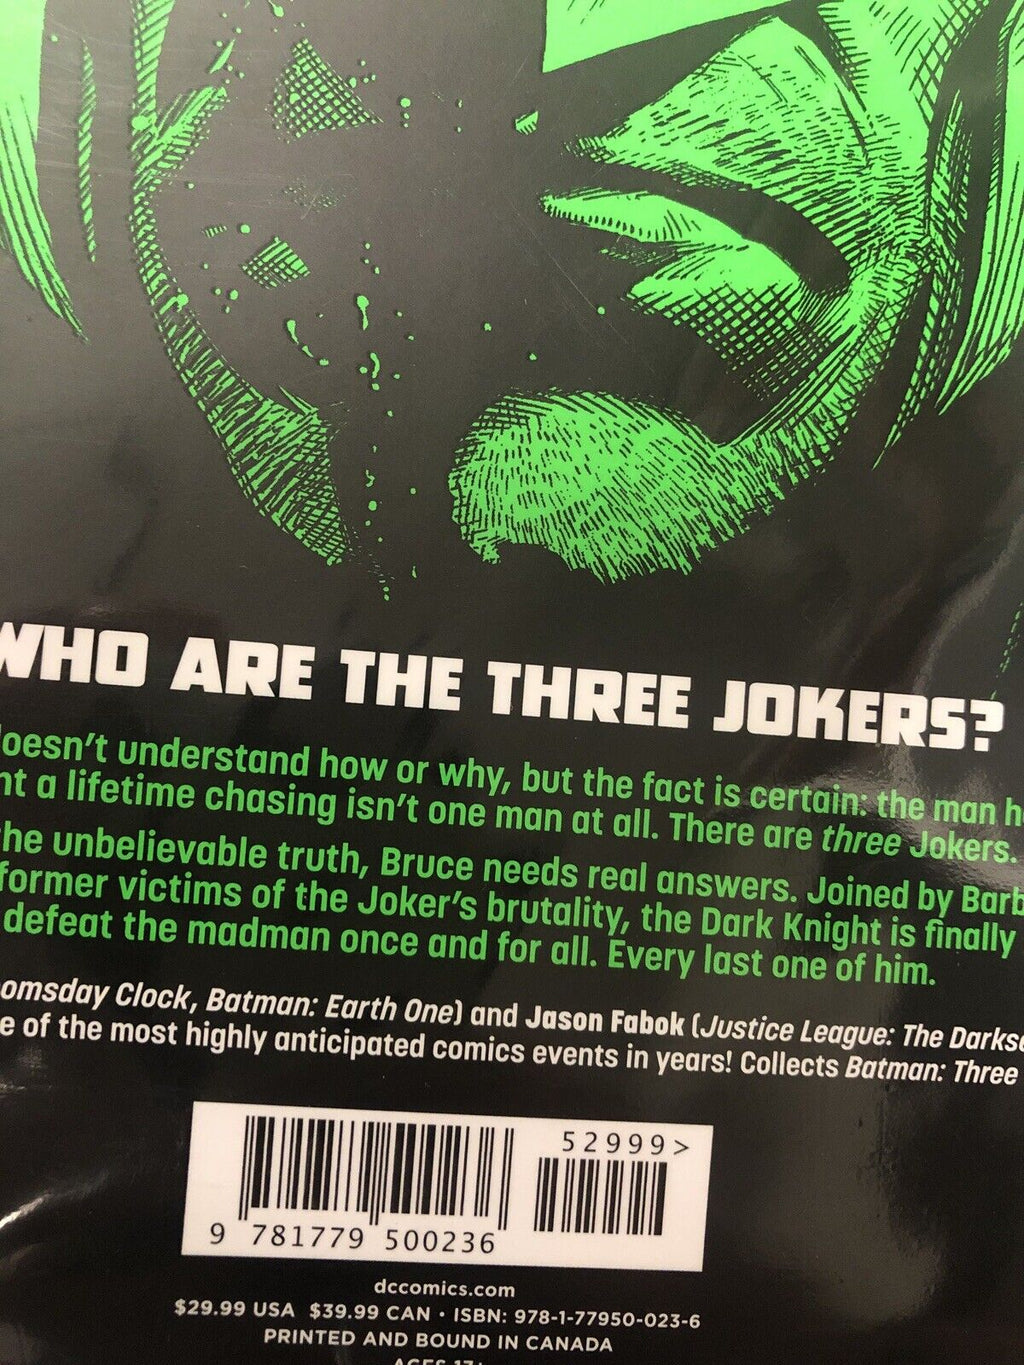 WHO ARE THE THREE JOKERS?
doesn't understand how or why, but the fact is certain: the man h
nt a lifetime chasing isn't one man at all. There are three Jokers.
he unbelievable truth, Bruce needs real answers. Joined by Barb
former victims of the Joker's brutality, the Dark Knight is finally
defeat the madman once and for all. Every last one of him.
omsday Clock, Batman: Earth One) and Jason Fabok (Justice League: The Darkse
e of the most highly anticipated comics events in years! Collects Batman: Three
52999>
9 781779 500236
dccomics.com
$29.99 USA $39.99 CAN • ISBN: 978-1-77950-023-6
PRINTED AND BOUND IN CANADA
AGES 17+